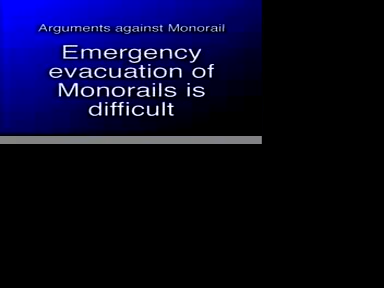 Arguments against Monorail
Emergency
evacuation of
Monorails is
difficult